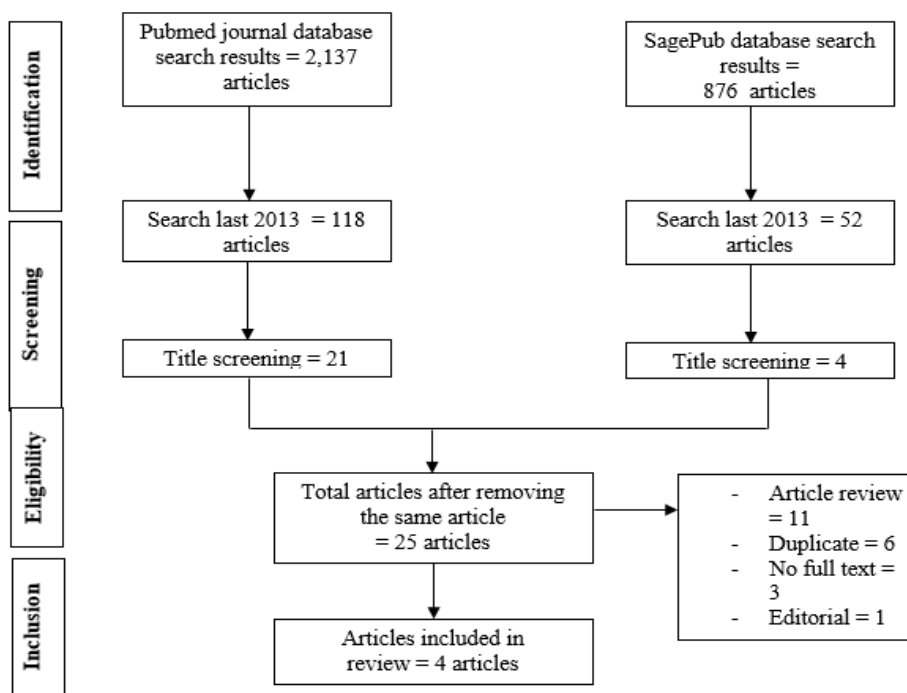 Identification
Pubmed journal database
search results = 2,137
articles
SagePub database search
results =
876 articles
Screening
Search last 2013 = 118
articles
Search last 2013 = 52
articles
Title screening = 21
Title screening = 4
Eligibility
Total articles after removing
the same article
= 25 articles
- Article review
= 11
- Duplicate = 6
- No full text =
3
- Editorial = 1
Inclusion
Articles included in
review = 4 articles